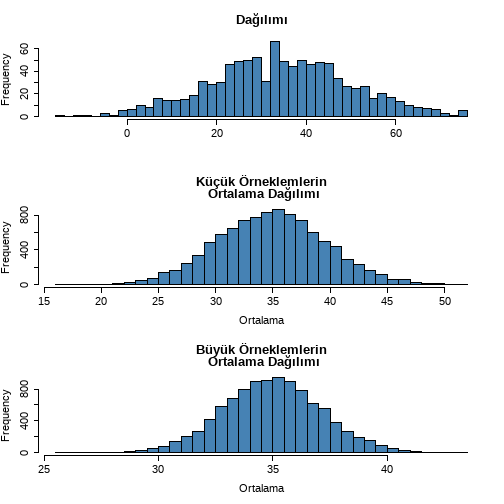 Dağılımı
Frequency
0 20 40 60
0 20 40 60
Küçük Örneklemlerin
Ortalama Dağılımı
Frequency
0 400 800
15 20 25 30 35 40 45 50
Ortalama
Büyük Örneklemlerin
Ortalama Dağılımı
Frequency
0 400 800
25 30 35 40
Ortalama